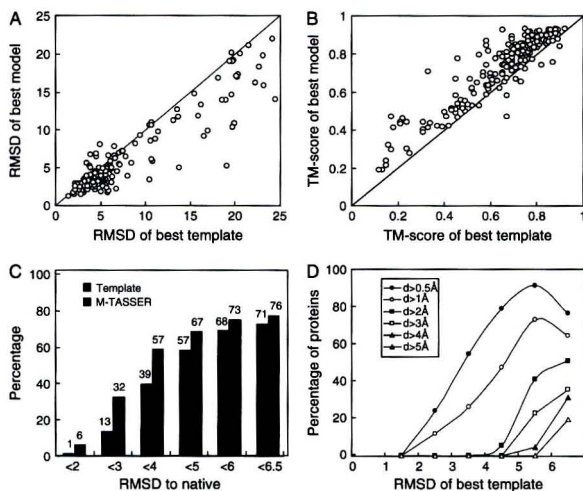 A
RMSD of best model
25
20
15
10
5
0
0 5 10 15 20 25
RMSD of best template
B
TM-score of best model
1.0
0.8
0.6
0.4
0.2
0
0 0.2 0.4 0.6 0.8 1
TM-score of best template
C
Percentage
100
80
60
40
20
0
Template
M-TASSER
1 6 13 32 39 57 57 67 68 73 71 76
<2 <3 <4 <5 <6 <6.5
RMSD to native
D
Percentage of proteins
100
80
60
40
20
0
d>0.5Å
d>1Å
d>2Å
d>3Å
d>4Å
d>5Å
0 1 2 3 4 5 6
RMSD of best template